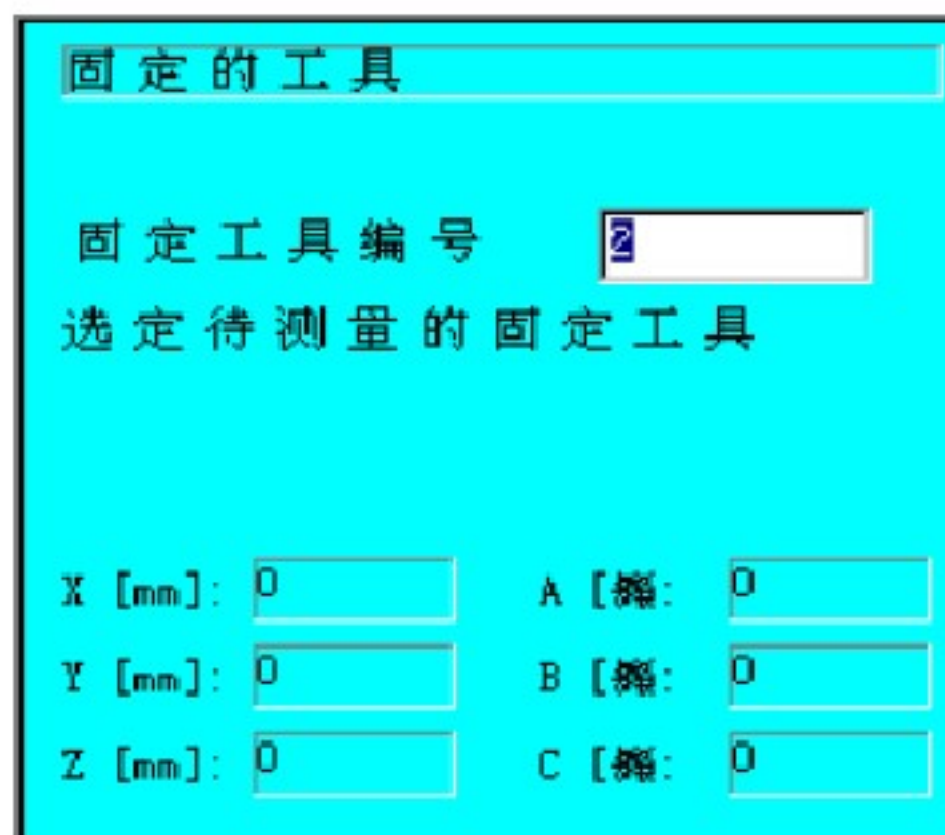 固定的工具
固定工具编号 2
选定待测量的固定工具
X [mm]: 0 A [ : 0
Y [mm]: 0 B [ : 0
Z [mm]: 0 C [ : 0